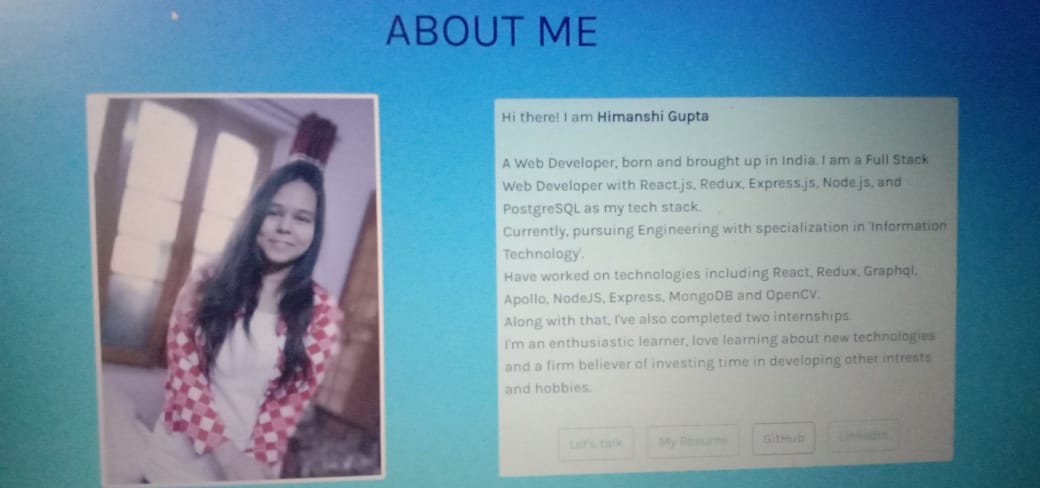 ABOUT ME
Hi there! I am Himanshi Gupta
A Web Developer, born and brought up in India. I am a Full Stack
Web Developer with React.js, Redux, Express.js, Node.js, and
PostgreSQL as my tech stack.
Currently, pursuing Engineering with specialization in 'Information
Technology'.
Have worked on technologies including React, Redux, Graphql,
Apollo, NodeJS, Express, MongoDB and OpenCV.
Along with that, I've also completed two internships.
I'm an enthusiastic learner, love learning about new technologies
and a firm believer of investing time in developing other intrests
and hobbies.
Let's talk My Resume GitHub LinkedIn